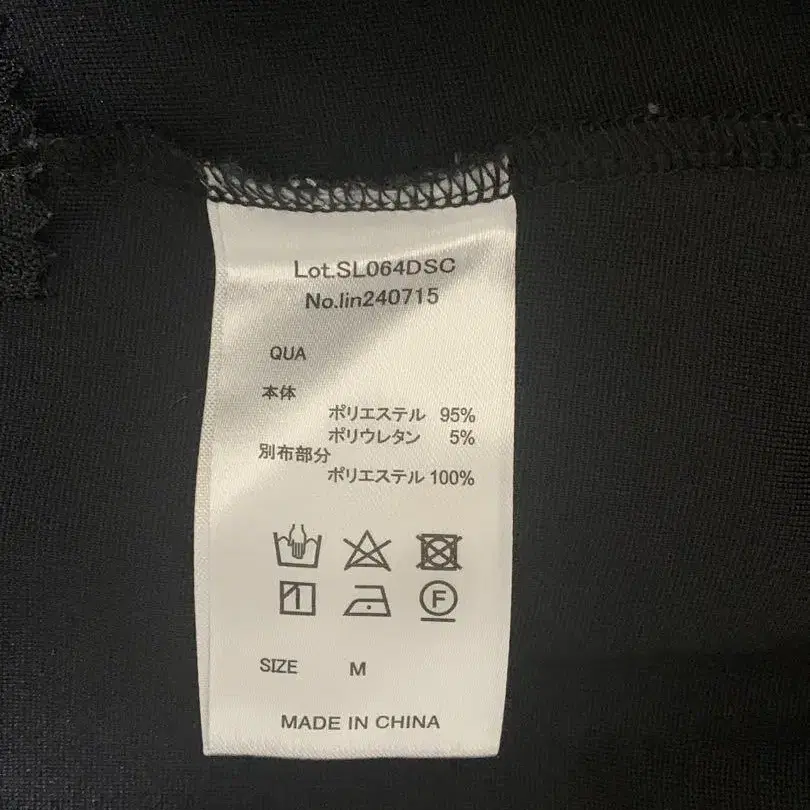 Lot.SL064DSC
No.lin240715
QUA
本体
ポリエステル 95%
ポリウレタン 5%
別布部分
ポリエステル 100%
F
SIZE M
MADE IN CHINA